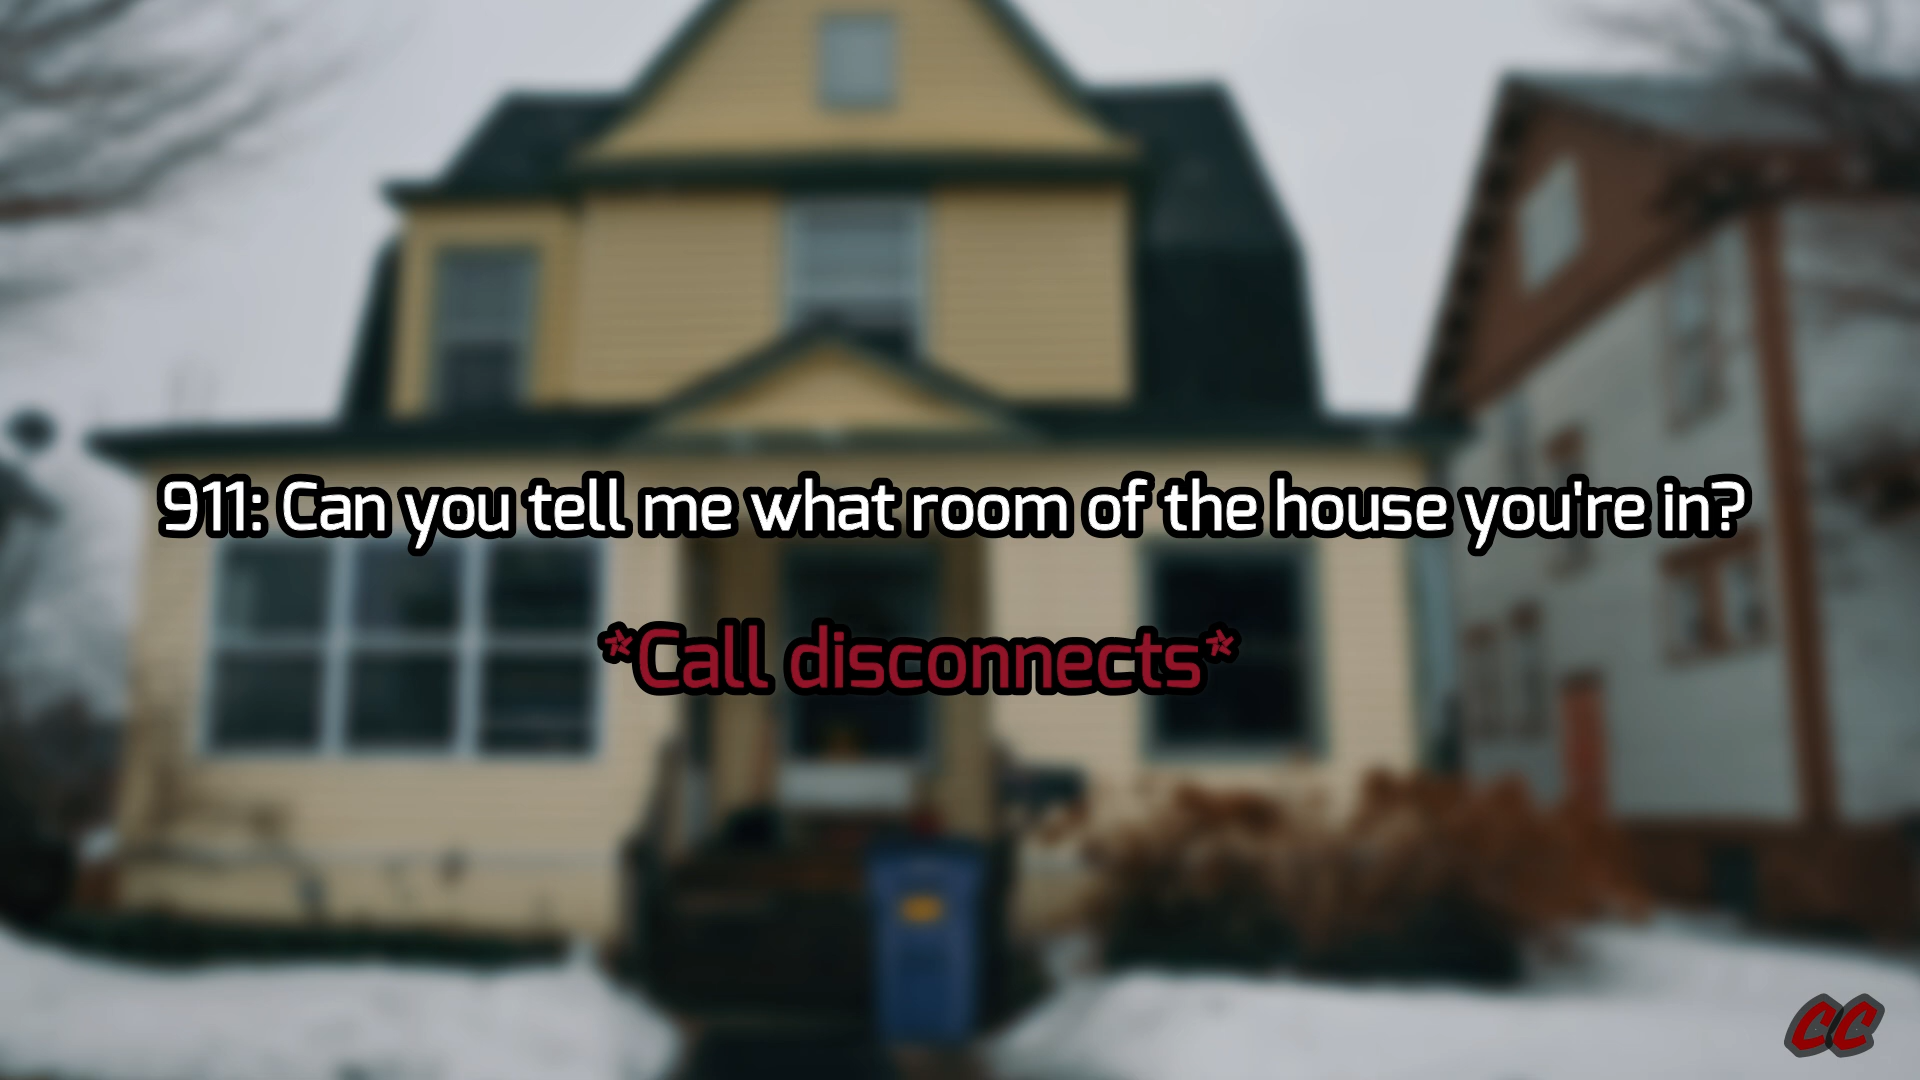 911: Can you tell me what room of the house you're in?
*Call disconnects*
CC